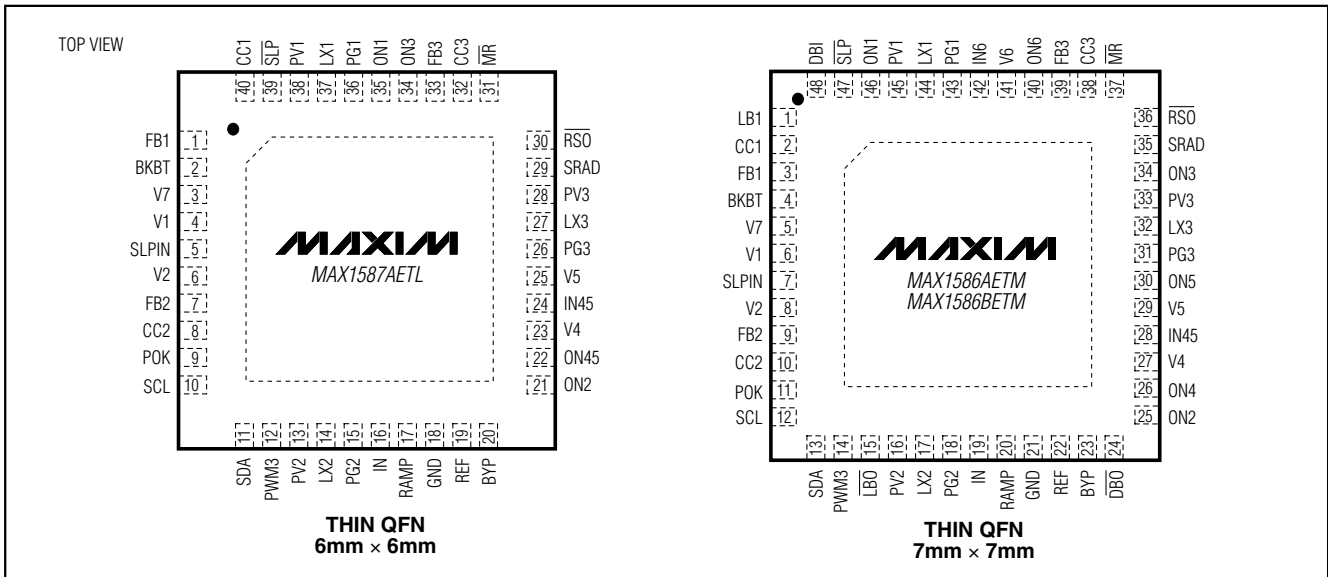 TOP VIEW
CC1
SLP
PV1
LX1
PG1
ON1
ON3
FB3
CC3
MR
40
39
38
37
36
35
34
33
32
31
FB1 1
BKBT 2
V7 3
V1 4
SLPIN 5
V2 6
FB2 7
CC2 8
POK 9
SCL 10
30 RSO
29 SRAD
28 PV3
27 LX3
26 PG3
25 V5
24 IN45
23 V4
22 ON45
21 ON2
MAXIM
MAX1587AETL
11
12
13
14
15
16
17
18
19
20
SDA
PWM3
PV2
LX2
PG2
IN
RAMP
GND
REF
BYP
THIN QFN
6mm × 6mm
DBI
SLP
ON1
PV1
LX1
PG1
IN6
V6
ON6
FB3
CC3
MR
48
47
46
45
44
43
42
41
40
39
38
37
LB1 1
CC1 2
FB1 3
BKBT 4
V7 5
V1 6
SLPIN 7
V2 8
FB2 9
CC2 10
POK 11
SCL 12
36 RSO
35 SRAD
34 ON3
33 PV3
32 LX3
31 PG3
30 ON5
29 V5
28 IN45
27 V4
26 ON4
25 ON2
MAXIM
MAX1586AETM
MAX1586BETM
13
14
15
16
17
18
19
20
21
22
23
24
SDA
PWM3
LBO
PV2
LX2
PG2
IN
RAMP
GND
REF
BYP
DBO
THIN QFN
7mm × 7mm